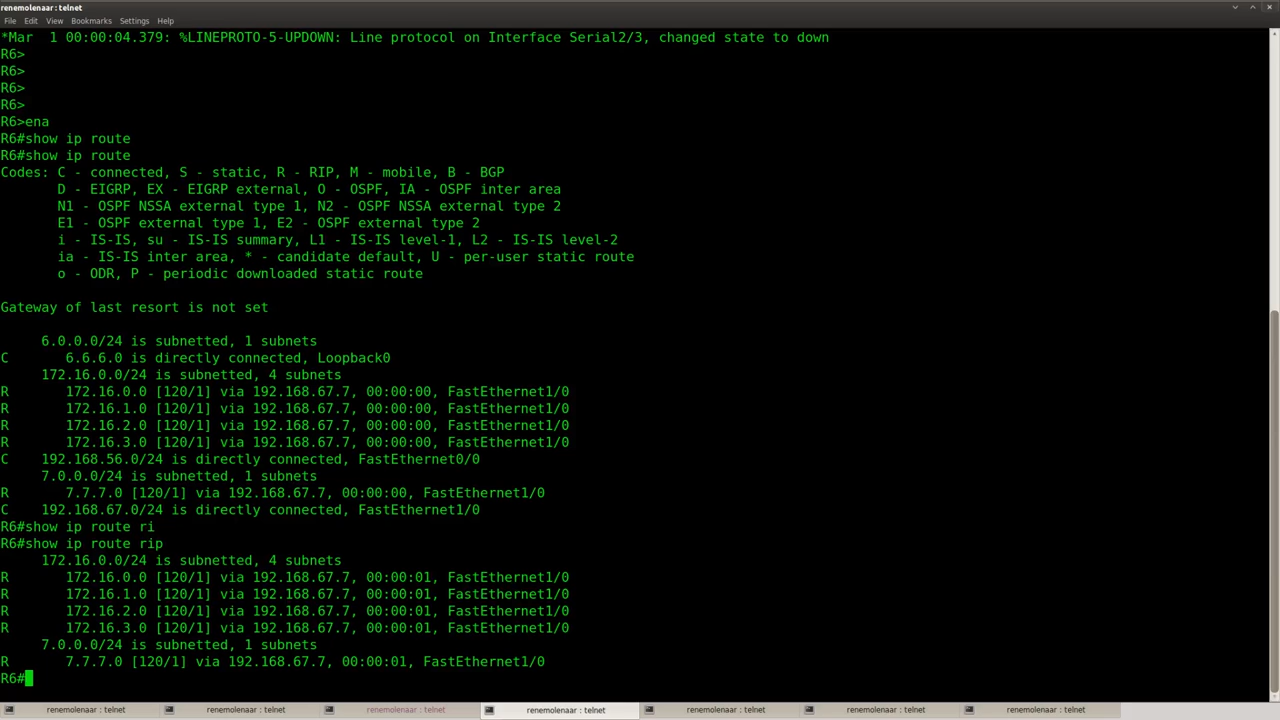 renemolenaar : telnet
File Edit View Bookmarks Settings Help
*Mar  1 00:00:04.379: %LINEPROTO-5-UPDOWN: Line protocol on Interface Serial2/3, changed state to down
R6>
R6>
R6>
R6>
R6>ena
R6#show ip route
R6#show ip route
Codes: C - connected, S - static, R - RIP, M - mobile, B - BGP
       D - EIGRP, EX - EIGRP external, O - OSPF, IA - OSPF inter area
       N1 - OSPF NSSA external type 1, N2 - OSPF NSSA external type 2
       E1 - OSPF external type 1, E2 - OSPF external type 2
       i - IS-IS, su - IS-IS summary, L1 - IS-IS level-1, L2 - IS-IS level-2
       ia - IS-IS inter area, * - candidate default, U - per-user static route
       o - ODR, P - periodic downloaded static route
Gateway of last resort is not set
     6.0.0.0/24 is subnetted, 1 subnets
C       6.6.6.0 is directly connected, Loopback0
     172.16.0.0/24 is subnetted, 4 subnets
R       172.16.0.0 [120/1] via 192.168.67.7, 00:00:00, FastEthernet1/0
R       172.16.1.0 [120/1] via 192.168.67.7, 00:00:00, FastEthernet1/0
R       172.16.2.0 [120/1] via 192.168.67.7, 00:00:00, FastEthernet1/0
R       172.16.3.0 [120/1] via 192.168.67.7, 00:00:00, FastEthernet1/0
C    192.168.56.0/24 is directly connected, FastEthernet0/0
     7.0.0.0/24 is subnetted, 1 subnets
R       7.7.7.0 [120/1] via 192.168.67.7, 00:00:00, FastEthernet1/0
C    192.168.67.0/24 is directly connected, FastEthernet1/0
R6#show ip route ri
R6#show ip route rip
     172.16.0.0/24 is subnetted, 4 subnets
R       172.16.0.0 [120/1] via 192.168.67.7, 00:00:01, FastEthernet1/0
R       172.16.1.0 [120/1] via 192.168.67.7, 00:00:01, FastEthernet1/0
R       172.16.2.0 [120/1] via 192.168.67.7, 00:00:01, FastEthernet1/0
R       172.16.3.0 [120/1] via 192.168.67.7, 00:00:01, FastEthernet1/0
     7.0.0.0/24 is subnetted, 1 subnets
R       7.7.7.0 [120/1] via 192.168.67.7, 00:00:01, FastEthernet1/0
R6#
renemolenaar : telnet renemolenaar : telnet renemolenaar : telnet renemolenaar : telnet renemolenaar : telnet renemolenaar : telnet renemolenaar : telnet